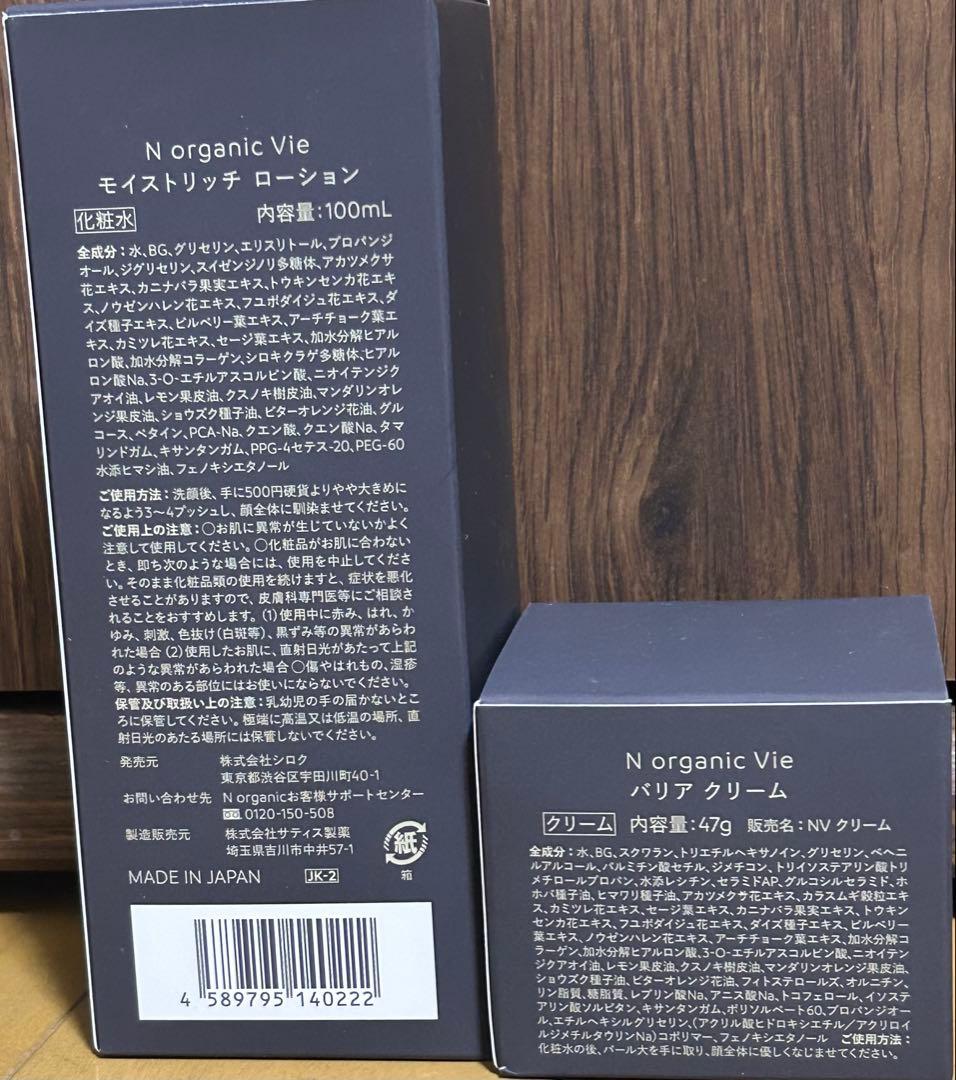 N organic Vie
モイストリッチ ローション
化粧水 内容量:100mL
全成分:水、BG、グリセリン、エリスリトール、プロパンジ
オール、ジグリセリン、スイゼンジノリ多糖体、アカツメクサ
花エキス、カニナバラ果実エキス、トウキンセンカ花エキ
ス、ノウゼンハレン花エキス、フユボダイジュ花エキス、ダ
イズ種子エキス、ビルベリー葉エキス、アーチチョーク葉エ
キス、カミツレ花エキス、セージ葉エキス、加水分解ヒアル
ロン酸、加水分解コラーゲン、シロキクラゲ多糖体、ヒアル
ロン酸Na、3-O-エチルアスコルビン酸、ニオイテンジク
アオイ油、レモン果皮油、クスノキ樹皮油、マンダリンオレ
ンジ果皮油、ショウズク種子油、ビターオレンジ花油、グル
コース、ベタイン、PCA-Na、クエン酸、クエン酸Na、タマ
リンドガム、キサンタンガム、PPG-4セテス-20、PEG-60
水添ヒマシ油、フェノキシエタノール
ご使用方法:洗顔後、手に500円硬貨よりやや大きめに
なるよう3〜4プッシュし、顔全体に馴染ませてください。
ご使用上の注意:○お肌に異常が生じていないかよく
注意して使用してください。○化粧品がお肌に合わない
とき、即ち次のような場合には、使用を中止してくださ
い。そのまま化粧品類の使用を続けますと、症状を悪化
させることがありますので、皮膚科専門医等にご相談さ
れることをおすすめします。(1)使用中に赤み、はれ、か
ゆみ、刺激、色抜け(白斑等)、黒ずみ等の異常があらわ
れた場合 (2)使用したお肌に、直射日光があたって上記
のような異常があらわれた場合 ○傷やはれもの、湿疹
等、異常のある部位にはお使いにならないでください。
保管及び取扱い上の注意:乳幼児の手の届かないとこ
ろに保管してください。極端に高温又は低温の場所、直
射日光のあたる場所には保管しないでください。
発売元 株式会社シロク
東京都渋谷区宇田川町40-1
お問い合わせ先 N organicお客様サポートセンター
0120-150-508
製造販売元 株式会社サティス製薬
埼玉県吉川市中井57-1
紙
箱
MADE IN JAPAN JK-2
4 589795 140222
N organic Vie
バリア クリーム
クリーム 内容量:47g 販売名:NV クリーム
全成分:水、BG、スクワラン、トリエチルヘキサノイン、グリセリン、ベヘニ
ルアルコール、パルミチン酸セチル、ジメチコン、トリイソステアリン酸トリ
メチロールプロパン、水添レシチン、セラミドAP、グルコシルセラミド、ホ
ホバ種子油、ヒマワリ種子油、アカツメクサ花エキス、カラスムギ穀粒エキ
ス、カミツレ花エキス、セージ葉エキス、カニナバラ果実エキス、トウキン
センカ花エキス、フユボダイジュ花エキス、ダイズ種子エキス、ビルベリー
葉エキス、ノウゼンハレン花エキス、アーチチョーク葉エキス、加水分解コ
ラーゲン、加水分解ヒアルロン酸、3-O-エチルアスコルビン酸、ニオイテン
ジクアオイ油、レモン果皮油、クスノキ樹皮油、マンダリンオレンジ果皮油、
ショウズク種子油、ビターオレンジ花油、フィトステロールズ、オルニチン、
リン脂質、糖脂質、レブリン酸Na、アニス酸Na、トコフェロール、イソステ
アリン酸ソルビタン、キサンタンガム、ポリソルベート60、プロパンジオー
ル、エチルヘキシルグリセリン、(アクリル酸ヒドロキシエチル/アクリロイ
ルジメチルタウリンNa)コポリマー、フェノキシエタノール ご使用方法:
化粧水の後、パール大を手に取り、顔全体に優しくなじませてください。